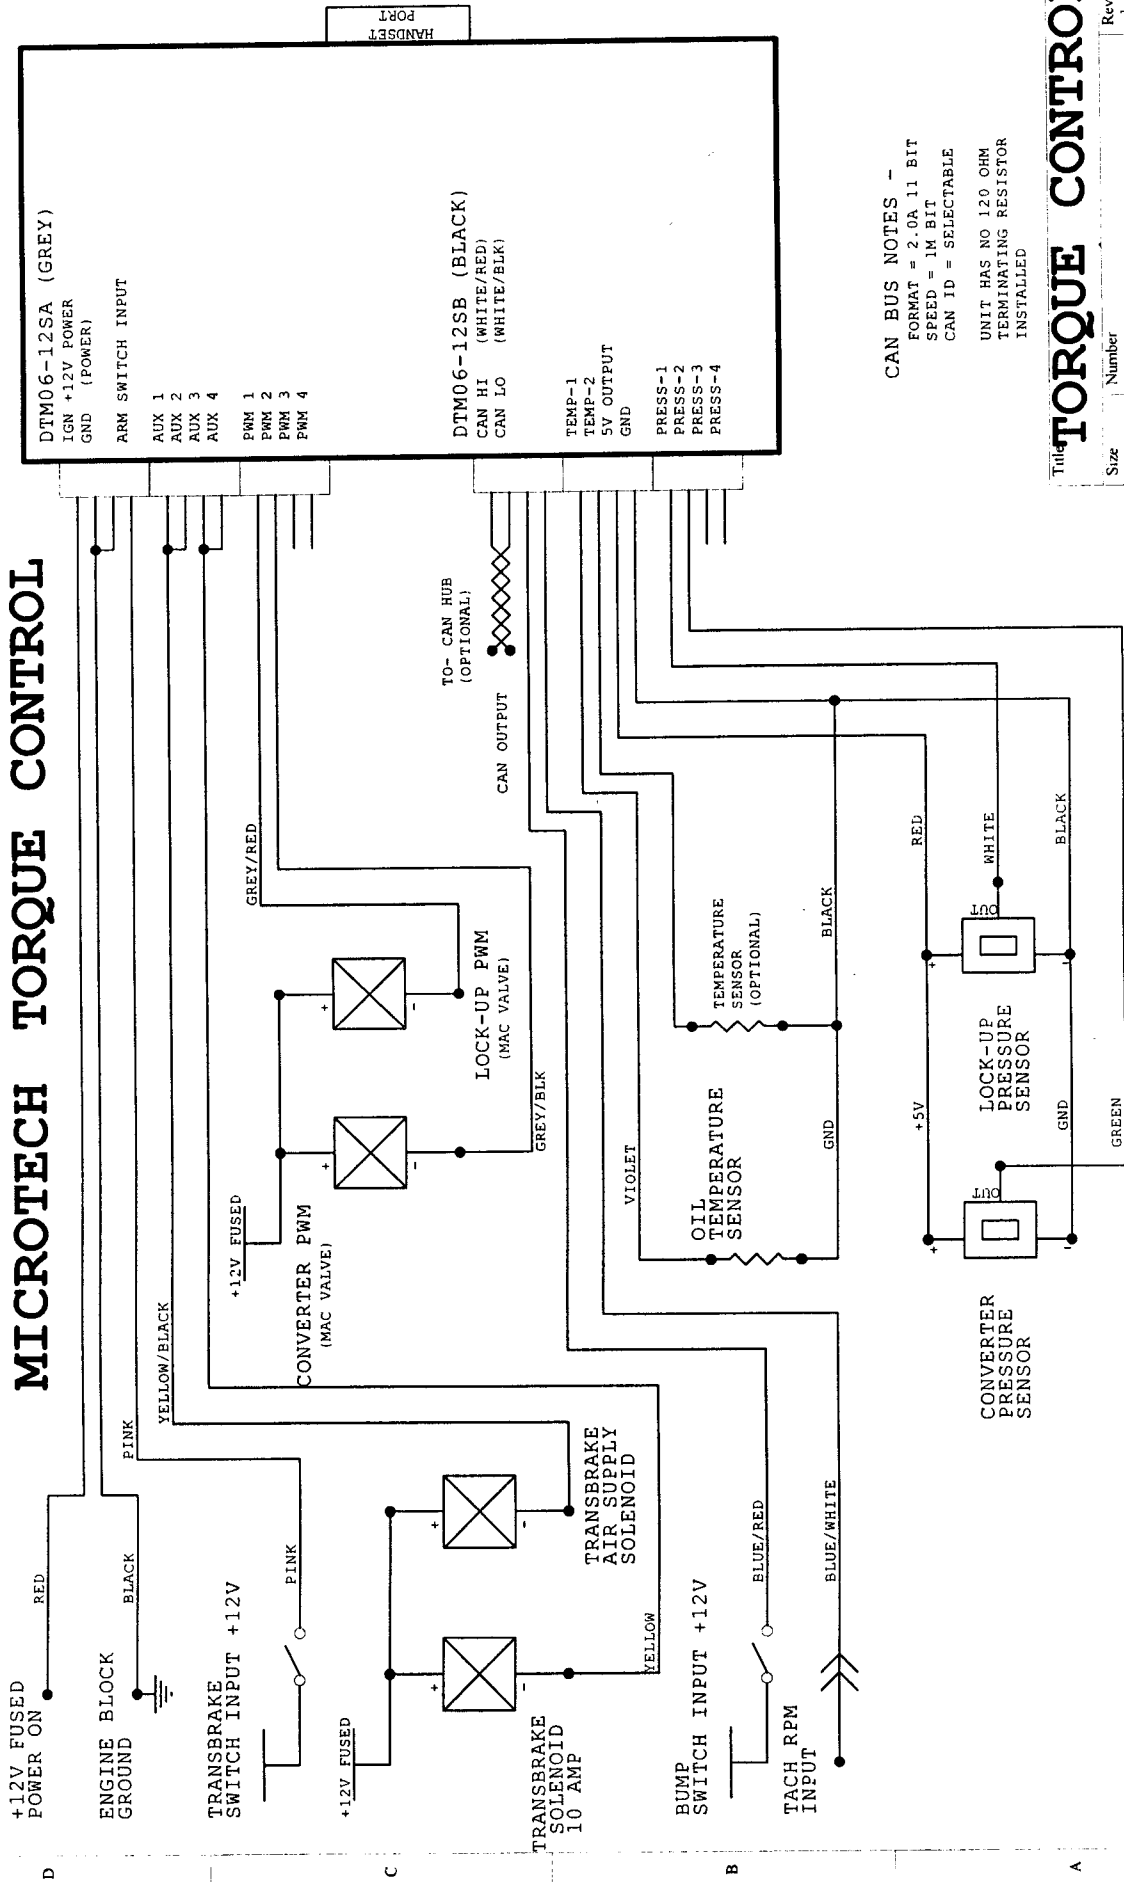 MICROTECH TORQUE CONTROL
+12V FUSED
POWER ON
RED
ENGINE BLOCK
GROUND
BLACK
TRANSBRAKE
SWITCH INPUT +12V
PINK
PINK
YELLOW/BLACK
+12V FUSED
+
-
+
-
TRANSBRAKE
SOLENOID
10 AMP
TRANSBRAKE
AIR SUPPLY
SOLENOID
YELLOW
+12V FUSED
+
-
+
-
CONVERTER PWM
(MAC VALVE)
LOCK-UP PWM
(MAC VALVE)
GREY/RED
GREY/BLK
BUMP
SWITCH INPUT +12V
BLUE/RED
TACH RPM
INPUT
BLUE/WHITE
VIOLET
OIL
TEMPERATURE
SENSOR
GND
TEMPERATURE
SENSOR
(OPTIONAL)
BLACK
TO- CAN HUB
(OPTIONAL)
CAN OUTPUT
CONVERTER
PRESSURE
SENSOR
+
-
OUT
+5V
GND
GREEN
LOCK-UP
PRESSURE
SENSOR
+
-
OUT
RED
WHITE
BLACK
HANDSET
PORT
DTM06-12SA (GREY)
IGN +12V POWER
GND (POWER)
ARM SWITCH INPUT
AUX 1
AUX 2
AUX 3
AUX 4
PWM 1
PWM 2
PWM 3
PWM 4
DTM06-12SB (BLACK)
CAN HI (WHITE/RED)
CAN LO (WHITE/BLK)
TEMP-1
TEMP-2
5V OUTPUT
GND
PRESS-1
PRESS-2
PRESS-3
PRESS-4
CAN BUS NOTES -
FORMAT = 2.0A 11 BIT
SPEED = 1M BIT
CAN ID = SELECTABLE
UNIT HAS NO 120 OHM
TERMINATING RESISTOR
INSTALLED
Title
TORQUE CONTRO
Size
Number
Rev
D
C
B
A